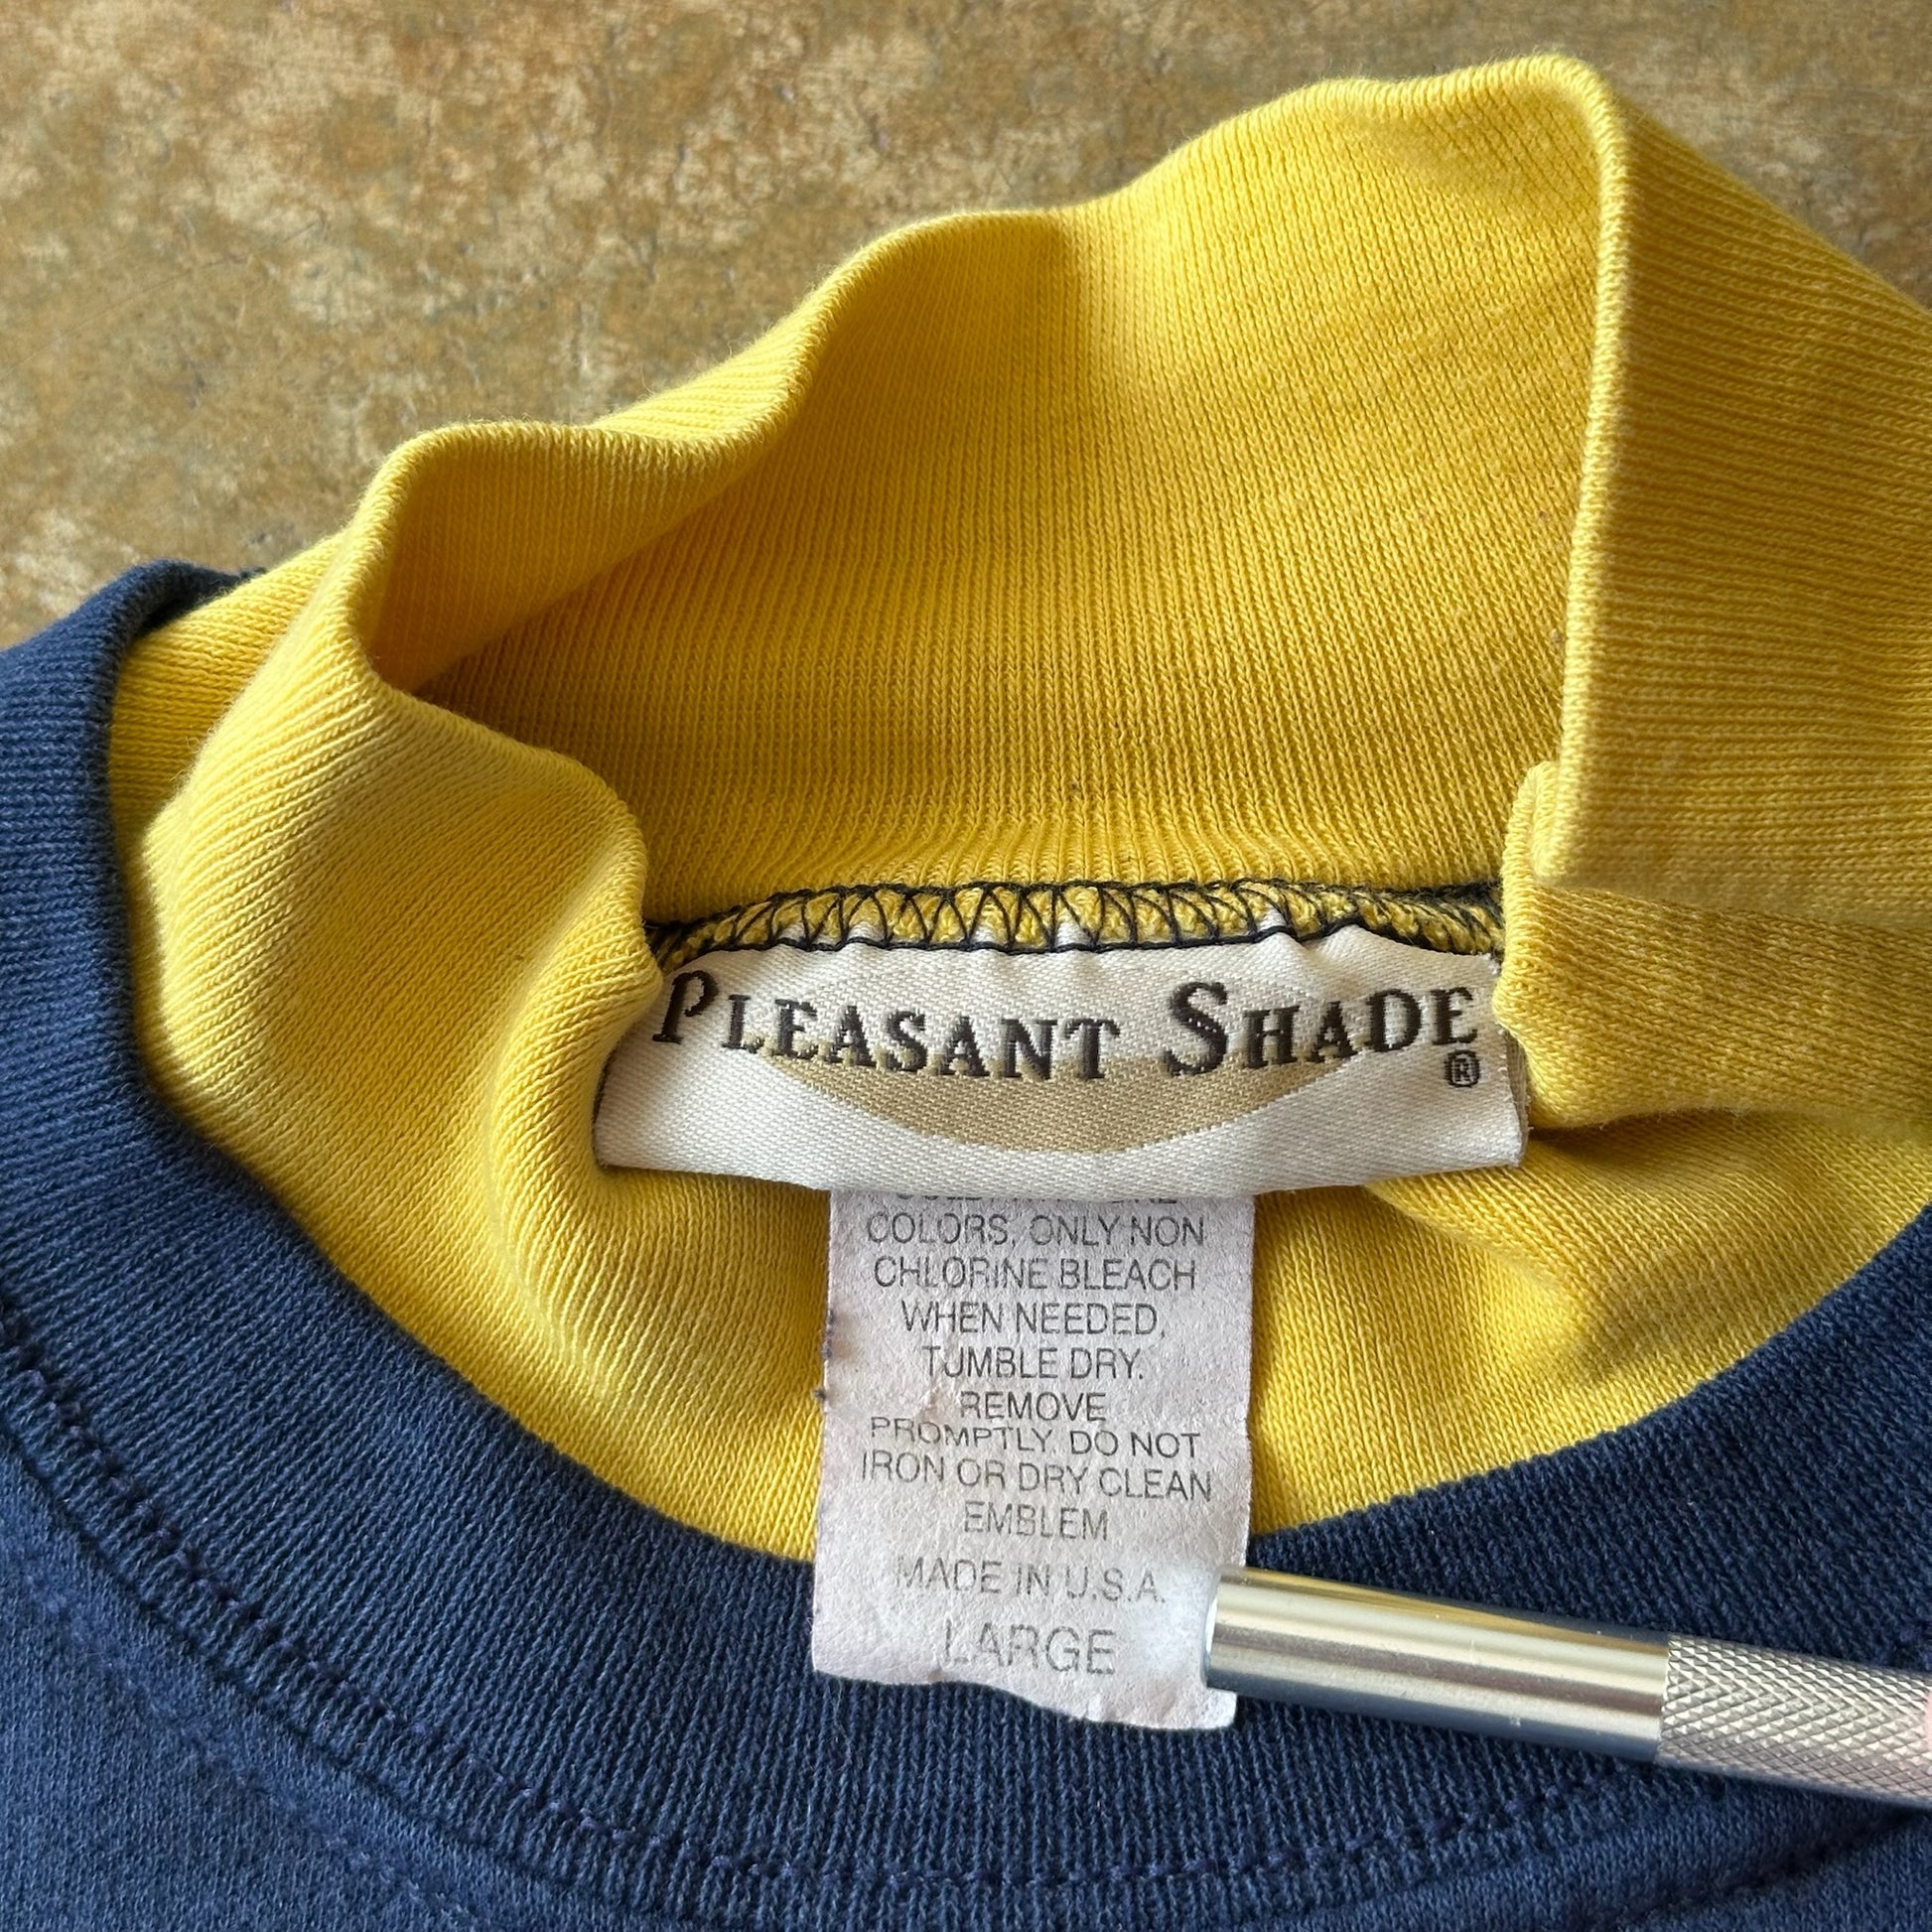 PLEASANT SHADE
®
COLORS, ONLY NON
CHLORINE BLEACH
WHEN NEEDED,
TUMBLE DRY.
REMOVE
PROMPTLY. DO NOT
IRON OR DRY CLEAN
EMBLEM
MADE IN U.S.A.
LARGE